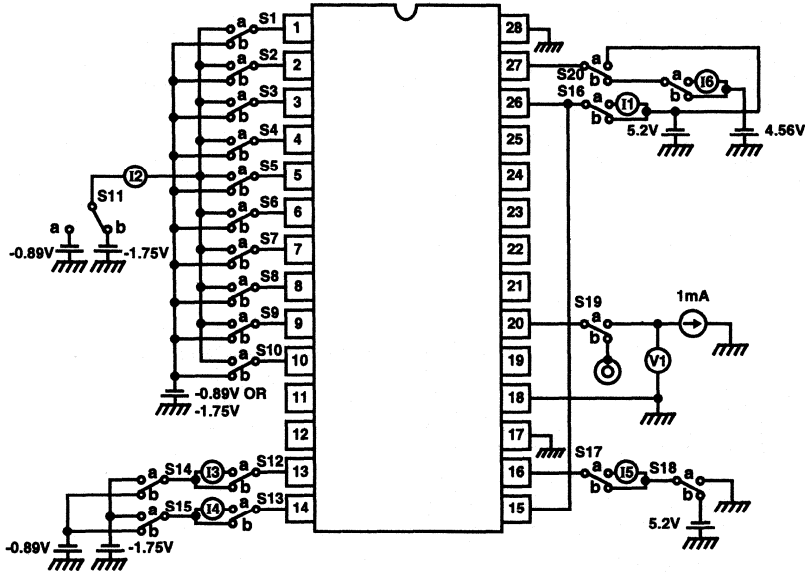 a S1 1
b
a S2 2
b
a S3 3
b
a S4 4
b
a S5 5
b
a S6 6
b
a S7 7
b
a S8 8
b
a S9 9
b
a S10 10
b
I2
S11
a b
-0.89V -1.75V
-0.89V OR
-1.75V
11
12
a S14 I3 a S12 13
b b
a S15 I4 a S13 14
b b
-0.89V -1.75V
28
27 S20 a
b a I6
b
26 S16 a I1
b
5.2V 4.56V
25
24
23
22
21
20 S19 a 1mA
b
V1
19
18
17
16 S17 a I5 S18 a
b b
15
5.2V